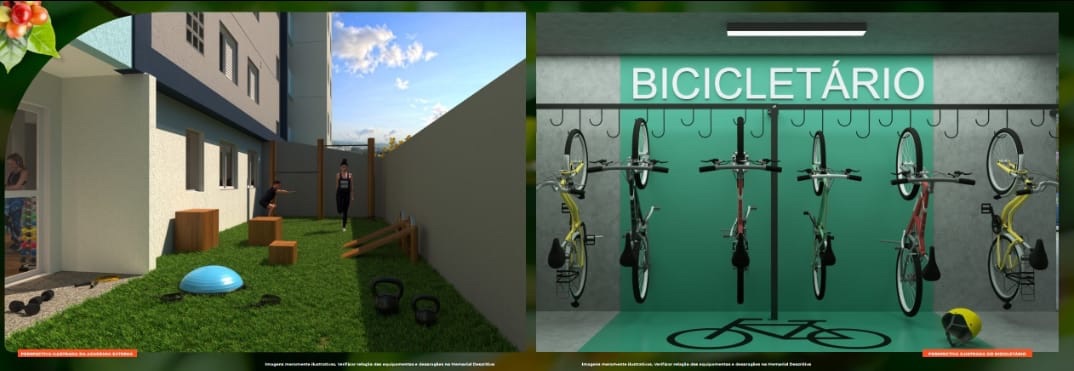 BICICLETÁRIO
PERSPECTIVA ILUSTRADA DA ACADEMIA EXTERNA
PERSPECTIVA ILUSTRADA DO BICICLETÁRIO
Imagens meramente ilustrativas. Verificar relação dos equipamentos e decorações no Memorial Descritivo
Imagens meramente ilustrativas. Verificar relação dos equipamentos e decorações no Memorial Descritivo